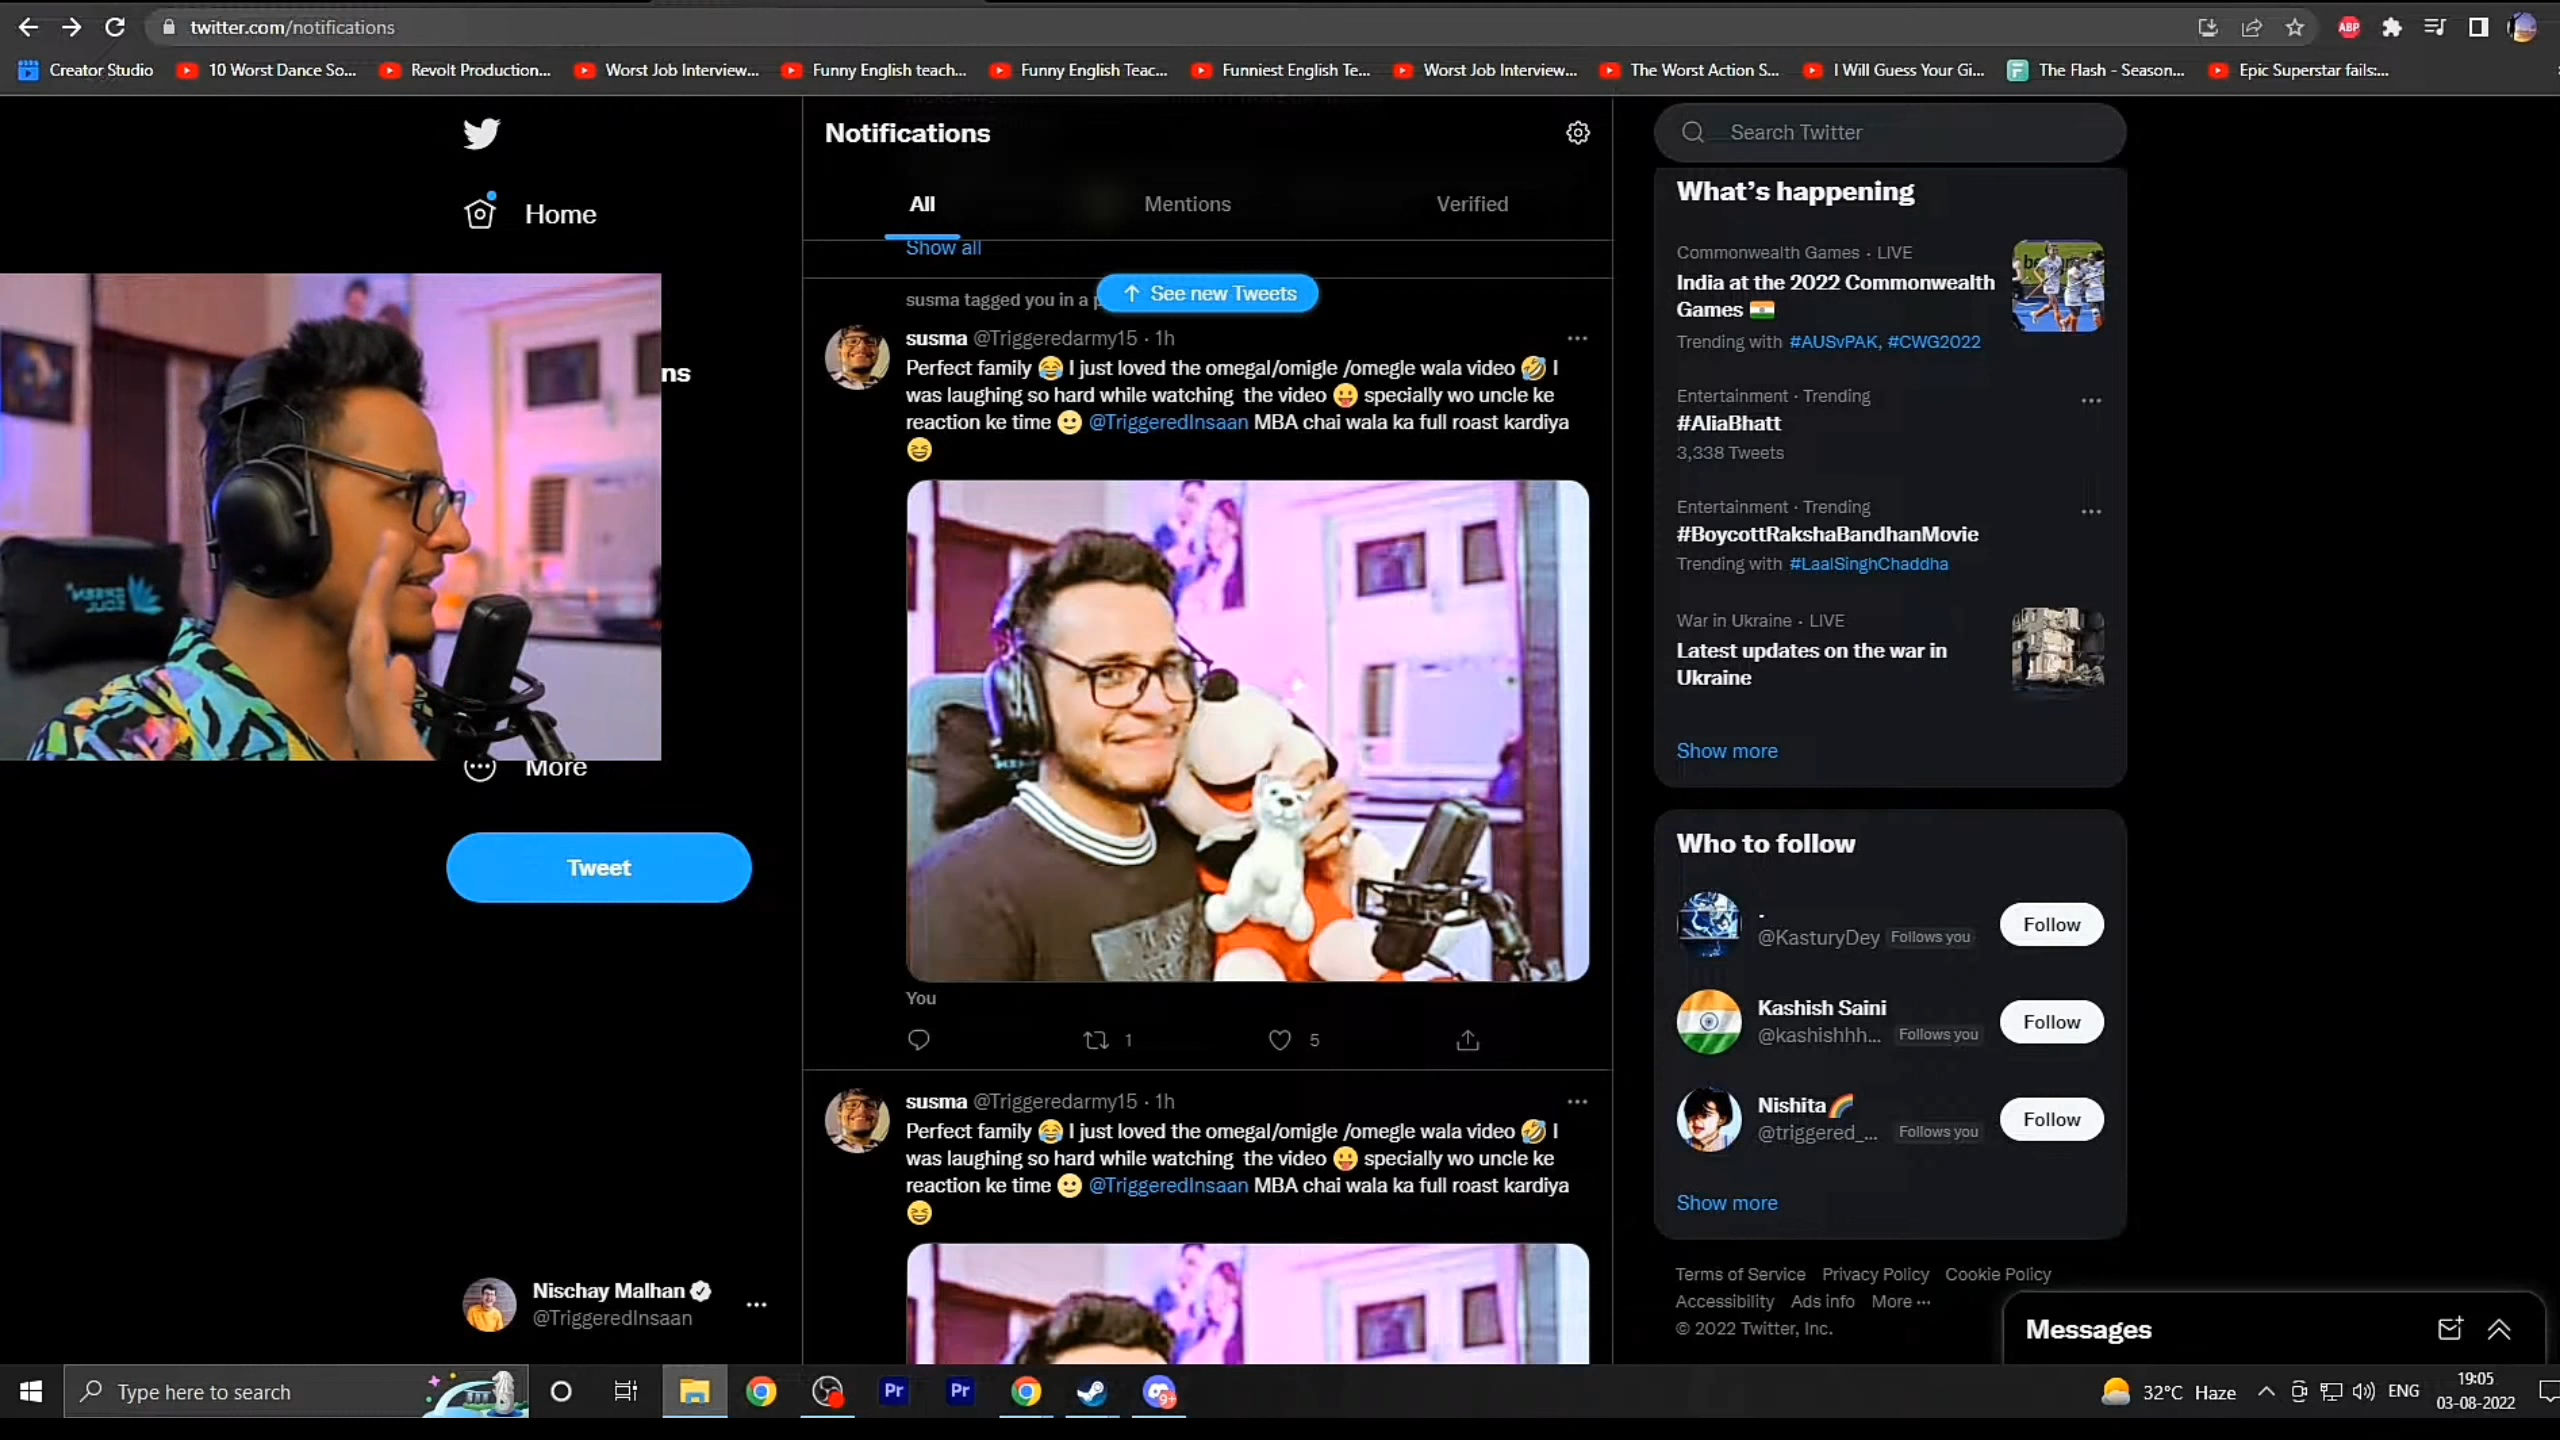 twitter.com/notifications
Creator Studio
10 Worst Dance So...
Revolt Production...
Worst Job Interview...
Funny English teach...
Funny English Teac...
Funniest English Te...
Worst Job Interview...
The Worst Action S...
I Will Guess Your Gi...
The Flash - Season...
Epic Superstar fails:...
ABP
Home
ns
More
Tweet
Nischay Malhan
@TriggeredInsaan
Notifications
All
Mentions
Verified
Show all
See new Tweets
susma tagged you in a p
susma @Triggeredarmy15 · 1h
Perfect family 😂 I just loved the omegal/omigle /omegle wala video 🤣 I
was laughing so hard while watching the video 😛 specially wo uncle ke
reaction ke time 🙂 @TriggeredInsaan MBA chai wala ka full roast kardiya
😆
You
1
5
susma @Triggeredarmy15 · 1h
Perfect family 😂 I just loved the omegal/omigle /omegle wala video 🤣 I
was laughing so hard while watching the video 😛 specially wo uncle ke
reaction ke time 🙂 @TriggeredInsaan MBA chai wala ka full roast kardiya
😆
Search Twitter
What's happening
Commonwealth Games · LIVE
India at the 2022 Commonwealth
Games 🇮🇳
Trending with #AUSvPAK, #CWG2022
Entertainment · Trending
#AliaBhatt
3,338 Tweets
Entertainment · Trending
#BoycottRakshaBandhanMovie
Trending with #LaalSinghChaddha
War in Ukraine · LIVE
Latest updates on the war in
Ukraine
Show more
Who to follow
.
@KasturyDey Follows you
Follow
Kashish Saini
@kashishhh... Follows you
Follow
Nishita🌈
@triggered_... Follows you
Follow
Show more
Terms of Service Privacy Policy Cookie Policy
Accessibility Ads info More ···
© 2022 Twitter, Inc.
Messages
Type here to search
Pr
Pr
9+
32°C Haze
ENG
19:05
03-08-2022